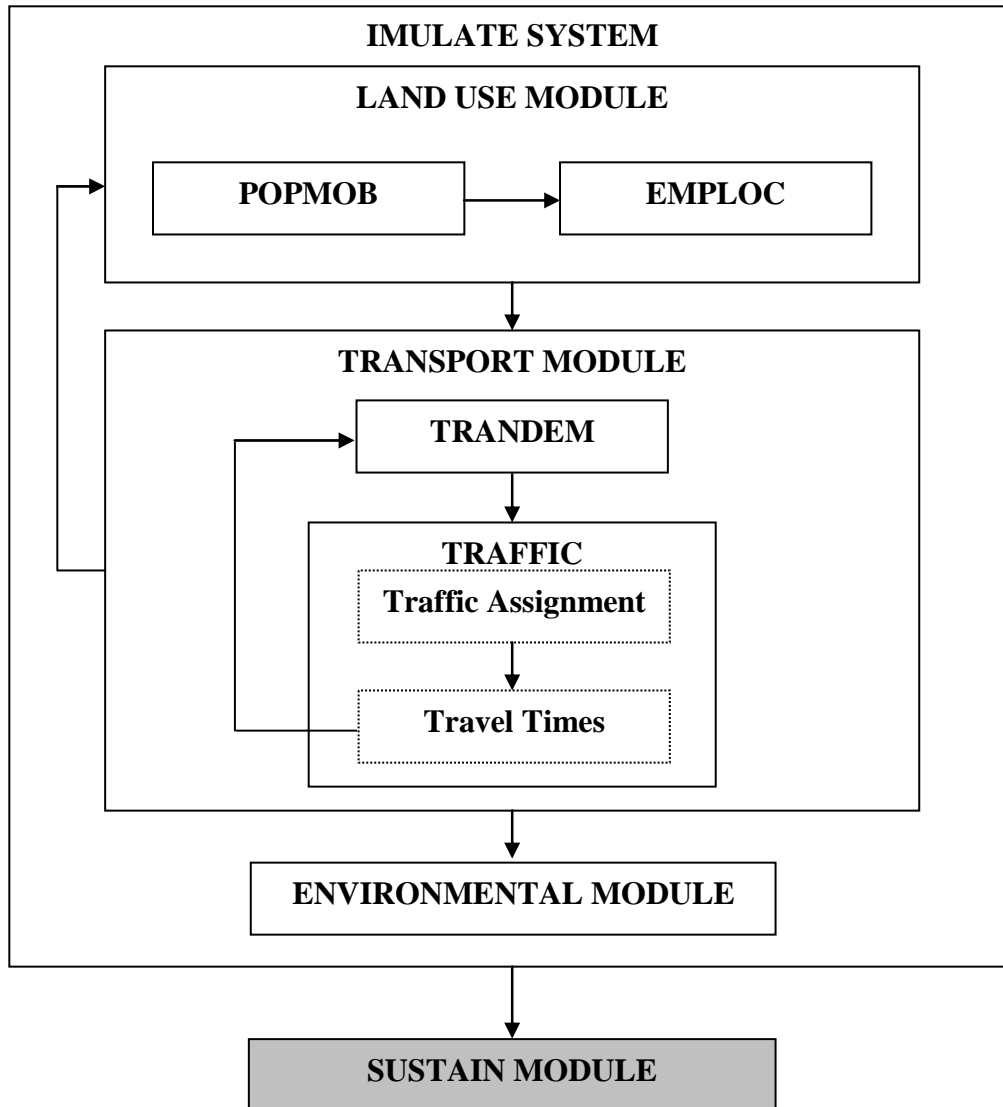 IMULATE SYSTEM
LAND USE MODULE
POPMOB
EMPLOC
TRANSPORT MODULE
TRANDEM
TRAFFIC
Traffic Assignment
Travel Times
ENVIRONMENTAL MODULE
SUSTAIN MODULE